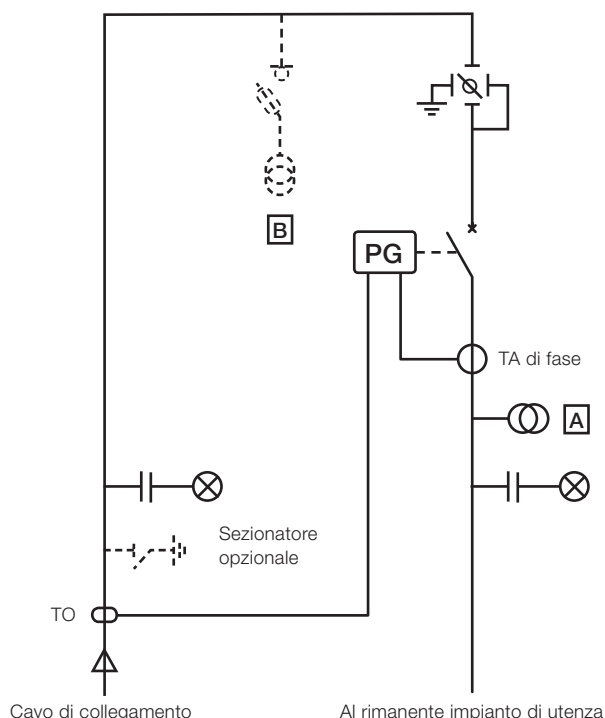 B
PG
TA di fase
A
Sezionatore
opzionale
TO
Cavo di collegamento
Al rimanente impianto di utenza